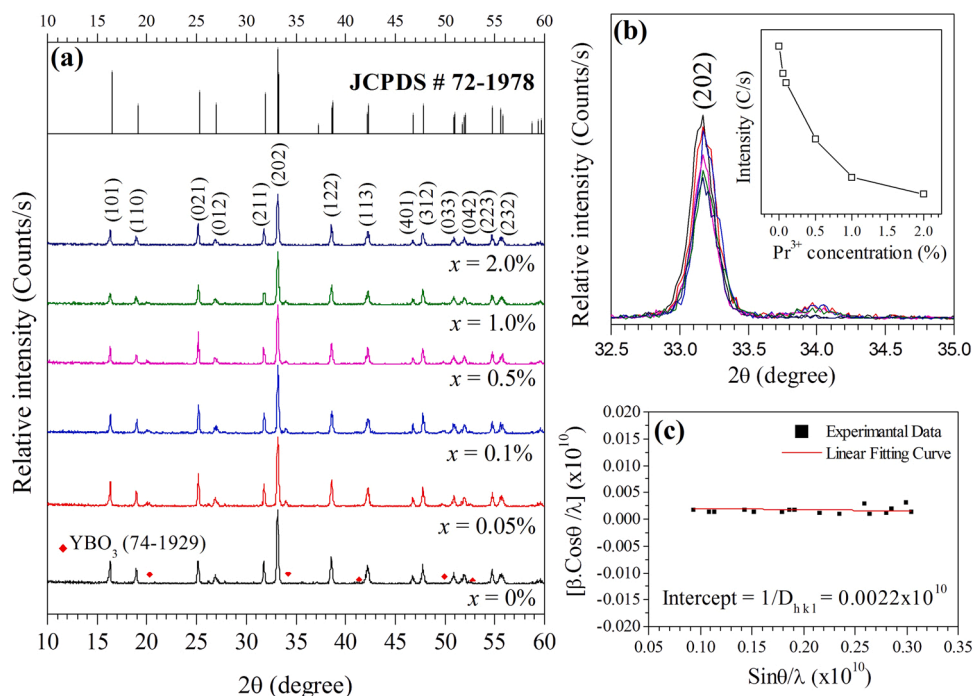 10 15 20 25 30 35 40 45 50 55 60
(a)
JCPDS # 72-1978
(101)
(110)
(021)
(012)
(211)
(202)
(122)
(113)
(401)
(312)
(033)
(042)
(223)
(232)
x = 2.0%
x = 1.0%
x = 0.5%
x = 0.1%
x = 0.05%
YBO3 (74-1929)
x = 0%
10 15 20 25 30 35 40 45 50 55 60
2θ (degree)
Relative intensity (Counts/s)
(b)
(202)
Intensity (C/s)
0.0 0.5 1.0 1.5 2.0
Pr3+ concentration (%)
32.5 33.0 33.5 34.0 34.5 35.0
2θ (degree)
Relative intensity (Counts/s)
(c)
Experimantal Data
Linear Fitting Curve
0.020
0.015
0.010
0.005
0.000
-0.005
-0.010
-0.015
-0.020
[β.Cosθ /λ] (x10^10)
Intercept = 1/Dhkl = 0.0022x10^10
0.05 0.10 0.15 0.20 0.25 0.30 0.35
Sinθ/λ (x10^10)